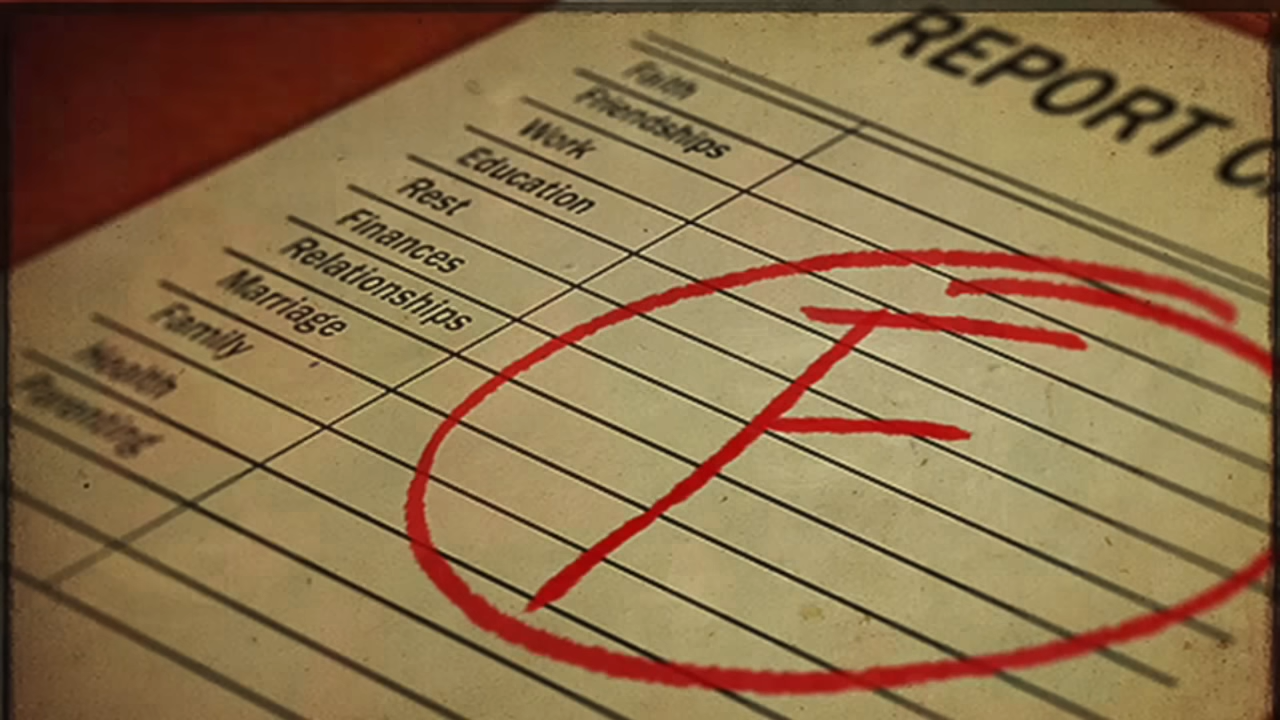 REPORT C
Faith
Friendships
Work
Education
Rest
Finances
Relationships
Marriage
Family
Health
Parenting
F